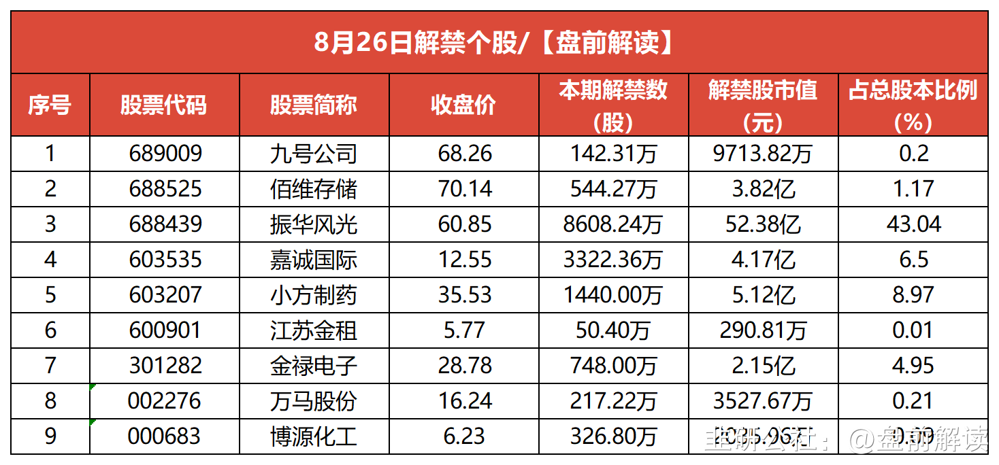 8月26日解禁个股/【盘前解读】
序号 股票代码 股票简称 收盘价 本期解禁数(股) 解禁股市值(元) 占总股本比例(%)
1 689009 九号公司 68.26 142.31万 9713.82万 0.2
2 688525 佰维存储 70.14 544.27万 3.82亿 1.17
3 688439 振华风光 60.85 8608.24万 52.38亿 43.04
4 603535 嘉诚国际 12.55 3322.36万 4.17亿 6.5
5 603207 小方制药 35.53 1440.00万 5.12亿 8.97
6 600901 江苏金租 5.77 50.40万 290.81万 0.01
7 301282 金禄电子 28.78 748.00万 2.15亿 4.95
8 002276 万马股份 16.24 217.22万 3527.67万 0.21
9 000683 博源化工 6.23 326.80万 2035.96万 0.09
韭研公社：@盘前解读